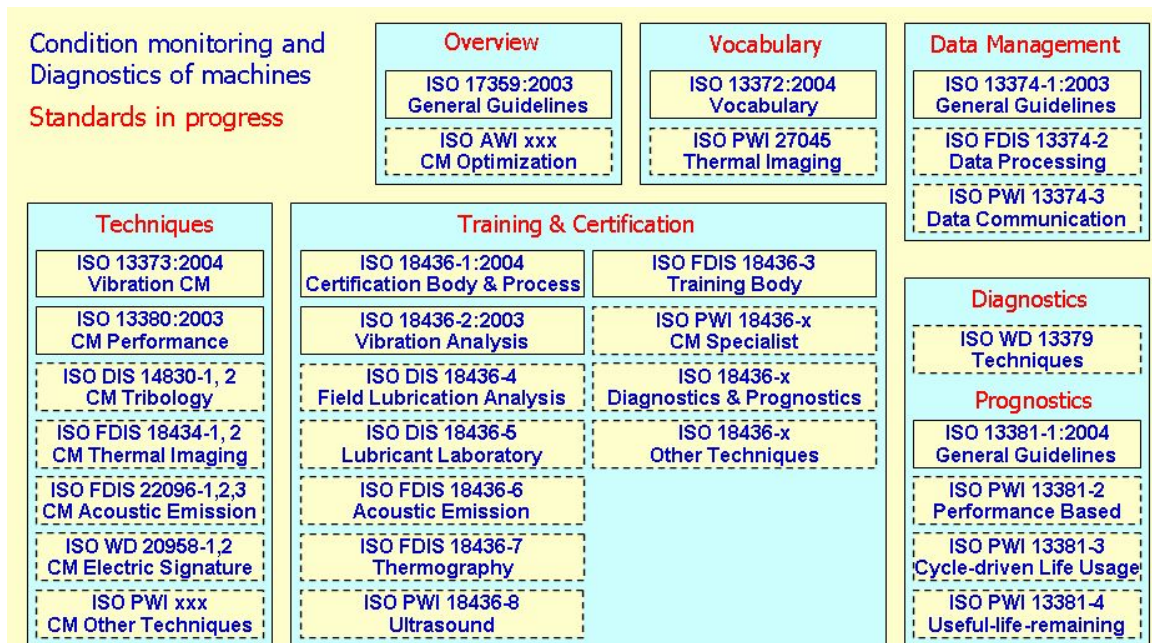 Condition monitoring and
Diagnostics of machines
Standards in progress
Overview
ISO 17359:2003
General Guidelines
ISO AWI xxx
CM Optimization
Vocabulary
ISO 13372:2004
Vocabulary
ISO PWI 27045
Thermal Imaging
Data Management
ISO 13374-1:2003
General Guidelines
ISO FDIS 13374-2
Data Processing
ISO PWI 13374-3
Data Communication
Techniques
ISO 13373:2004
Vibration CM
ISO 13380:2003
CM Performance
ISO DIS 14830-1, 2
CM Tribology
ISO FDIS 18434-1, 2
CM Thermal Imaging
ISO FDIS 22096-1,2,3
CM Acoustic Emission
ISO WD 20958-1,2
CM Electric Signature
ISO PWI xxx
CM Other Techniques
Training & Certification
ISO 18436-1:2004
Certification Body & Process
ISO 18436-2:2003
Vibration Analysis
ISO DIS 18436-4
Field Lubrication Analysis
ISO DIS 18436-5
Lubricant Laboratory
ISO FDIS 18436-6
Acoustic Emission
ISO FDIS 18436-7
Thermography
ISO PWI 18436-8
Ultrasound
ISO FDIS 18436-3
Training Body
ISO PWI 18436-x
CM Specialist
ISO 18436-x
Diagnostics & Prognostics
ISO 18436-x
Other Techniques
Diagnostics
ISO WD 13379
Techniques
Prognostics
ISO 13381-1:2004
General Guidelines
ISO PWI 13381-2
Performance Based
ISO PWI 13381-3
Cycle-driven Life Usage
ISO PWI 13381-4
Useful-life-remaining